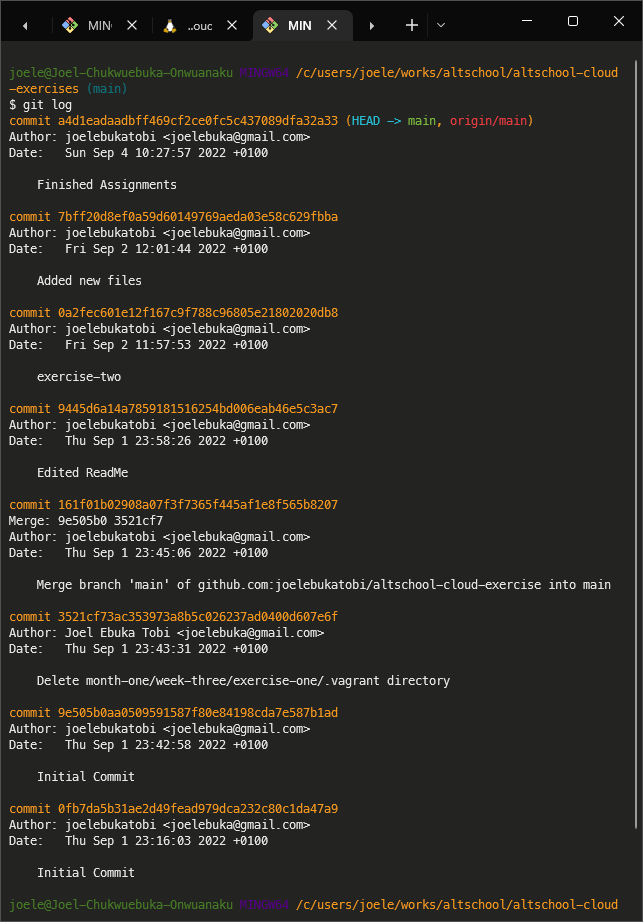 MIN
..ouc
MIN
joele@Joel-Chukwuebuka-Onwuanaku MINGW64 /c/users/joele/works/altschool/altschool-cloud
-exercises (main)
$ git log
commit a4d1eadaadbff469cf2ce0fc5c437089dfa32a33 (HEAD -> main, origin/main)
Author: joelebukatobi <joelebuka@gmail.com>
Date:   Sun Sep 4 10:27:57 2022 +0100
Finished Assignments
commit 7bff20d8ef0a59d60149769aeda03e58c629fbba
Author: joelebukatobi <joelebuka@gmail.com>
Date:   Fri Sep 2 12:01:44 2022 +0100
Added new files
commit 0a2fec601e12f167c9f788c96805e21802020db8
Author: joelebukatobi <joelebuka@gmail.com>
Date:   Fri Sep 2 11:57:53 2022 +0100
exercise-two
commit 9445d6a14a7859181516254bd006eab46e5c3ac7
Author: joelebukatobi <joelebuka@gmail.com>
Date:   Thu Sep 1 23:58:26 2022 +0100
Edited ReadMe
commit 161f01b02908a07f3f7365f445af1e8f565b8207
Merge: 9e505b0 3521cf7
Author: joelebukatobi <joelebuka@gmail.com>
Date:   Thu Sep 1 23:45:06 2022 +0100
Merge branch 'main' of github.com:joelebukatobi/altschool-cloud-exercise into main
commit 3521cf73ac353973a8b5c026237ad0400d607e6f
Author: Joel Ebuka Tobi <joelebuka@gmail.com>
Date:   Thu Sep 1 23:43:31 2022 +0100
Delete month-one/week-three/exercise-one/.vagrant directory
commit 9e505b0aa0509591587f80e84198cda7e587b1ad
Author: joelebukatobi <joelebuka@gmail.com>
Date:   Thu Sep 1 23:42:58 2022 +0100
Initial Commit
commit 0fb7da5b31ae2d49fead979dca232c80c1da47a9
Author: joelebukatobi <joelebuka@gmail.com>
Date:   Thu Sep 1 23:16:03 2022 +0100
Initial Commit
joele@Joel-Chukwuebuka-Onwuanaku MINGW64 /c/users/joele/works/altschool/altschool-cloud